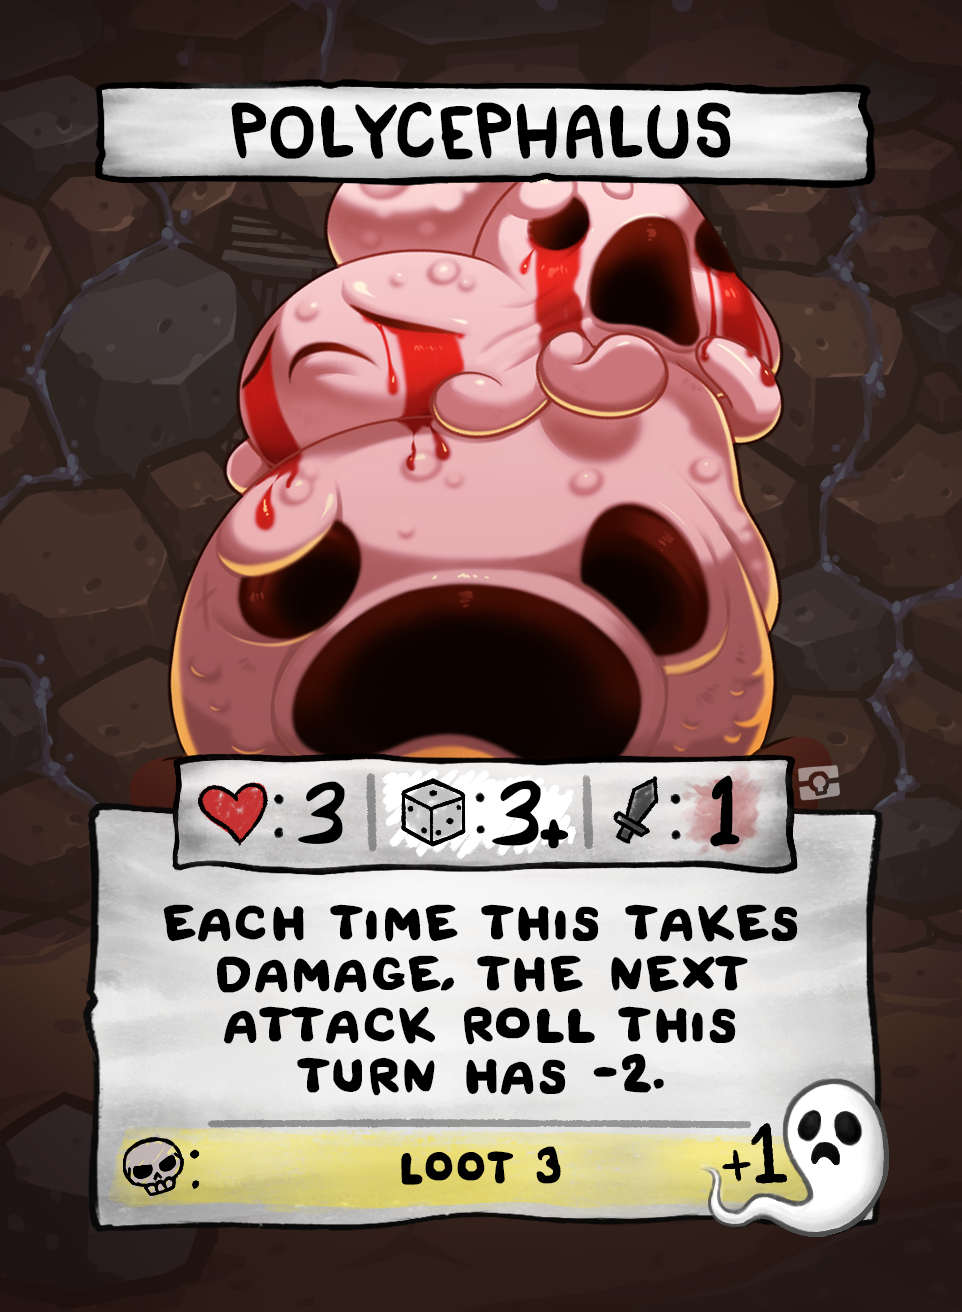 POLYCEPHALUS
: 3 : 3+ : 1
EACH TIME THIS TAKES
DAMAGE, THE NEXT
ATTACK ROLL THIS
TURN HAS -2.
: LOOT 3 +1